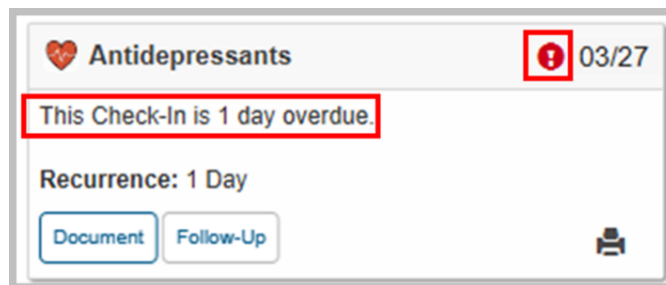 Antidepressants 03/27
This Check-In is 1 day overdue.
Recurrence: 1 Day
Document Follow-Up